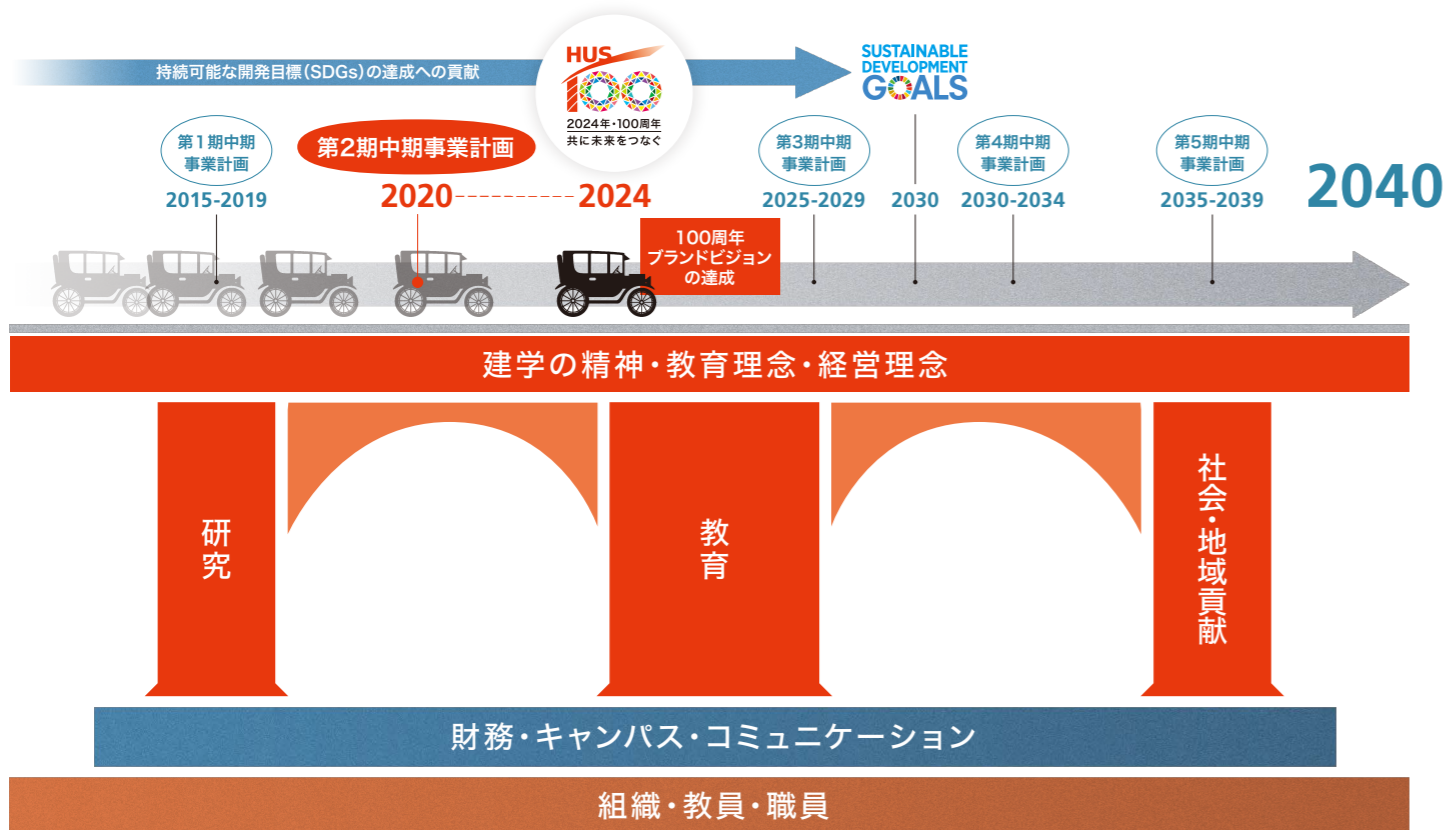 持続可能な開発目標(SDGs)の達成への貢献
HUS
100
2024年・100周年
共に未来をつなぐ
SUSTAINABLE
DEVELOPMENT
GOALS
第1期中期
事業計画
2015-2019
第2期中期事業計画
2020
2024
第3期中期
事業計画
2025-2029
2030
第4期中期
事業計画
2030-2034
第5期中期
事業計画
2035-2039
2040
100周年
ブランドビジョン
の達成
建学の精神・教育理念・経営理念
研究
教育
社会・地域貢献
財務・キャンパス・コミュニケーション
組織・教員・職員